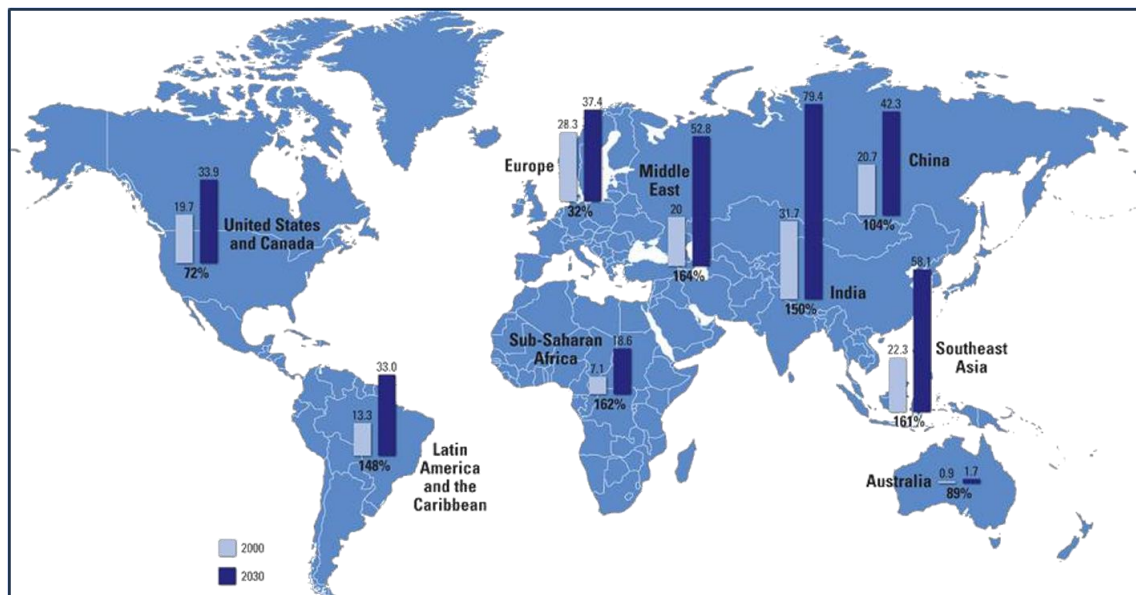 19.7
33.9
United States
and Canada
72%
28.3
37.4
Europe
32%
Middle
East
20
52.8
164%
31.7
79.4
India
150%
20.7
42.3
China
104%
Sub-Saharan
Africa
7.1
18.6
162%
22.3
58.1
Southeast
Asia
161%
13.3
33.0
148%
Latin
America
and the
Caribbean
Australia
0.9
1.7
89%
2000
2030